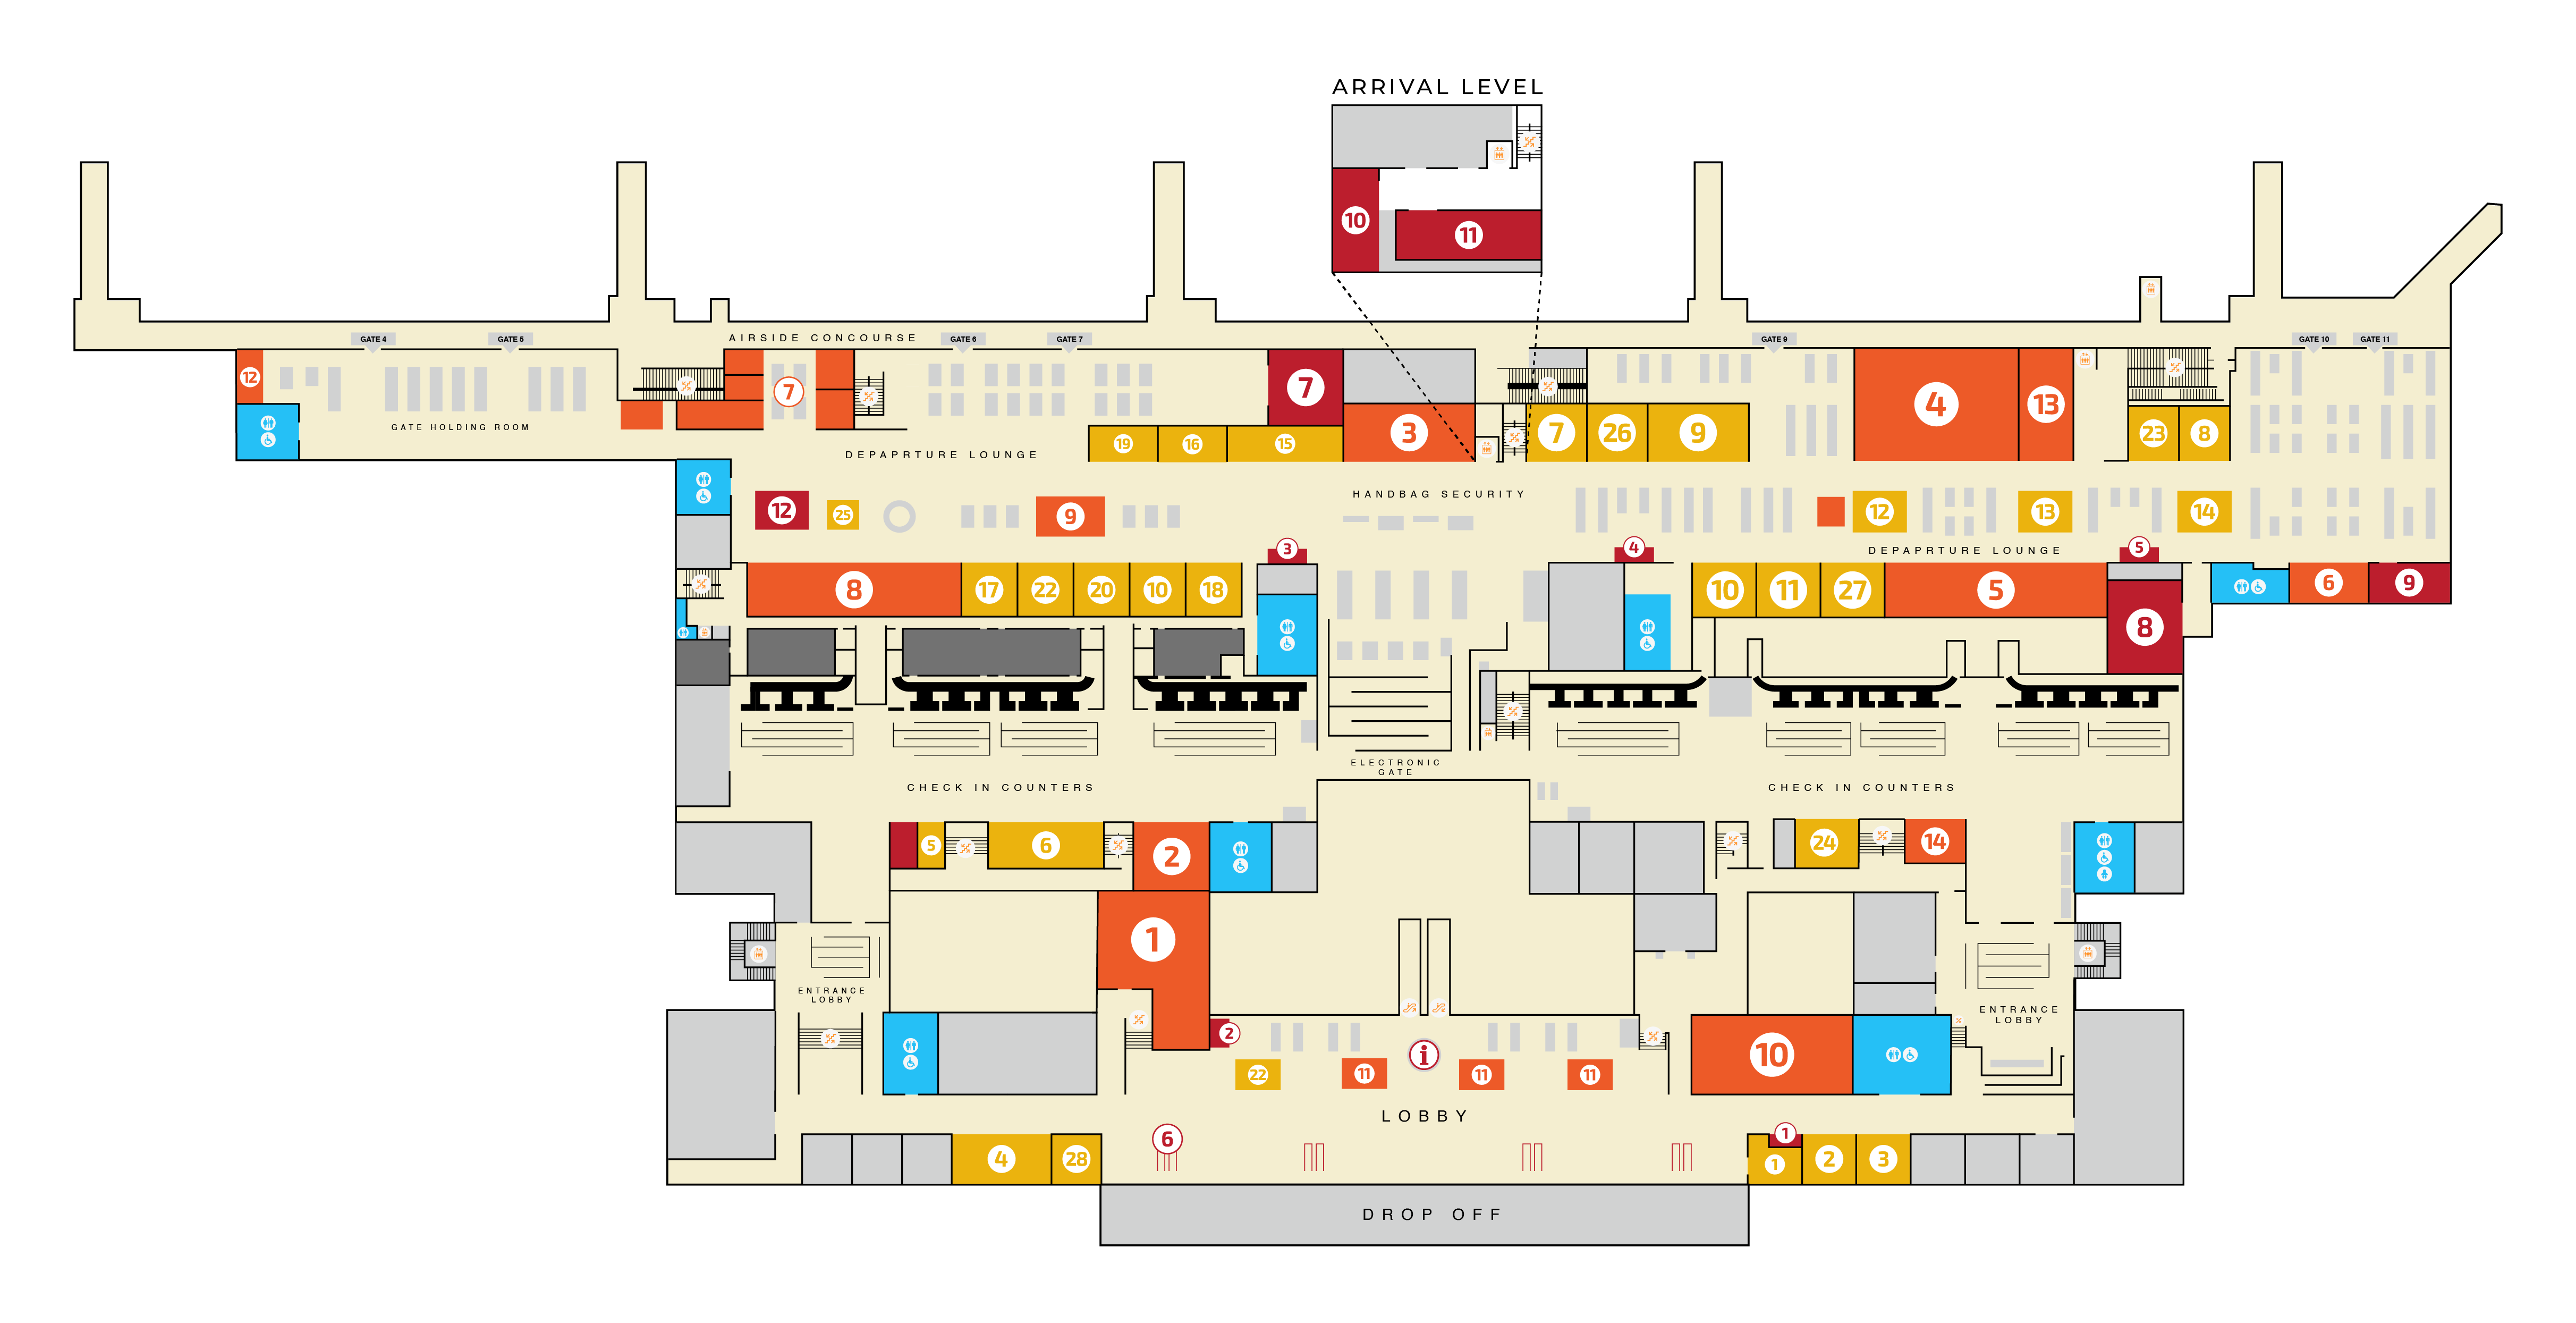 ARRIVAL LEVEL
10
11
AIRSIDE CONCOURSE
GATE 4
GATE 5
GATE 6
GATE 7
GATE 9
GATE 10
GATE 11
12
7
7
4
13
GATE HOLDING ROOM
19
16
15
3
7
26
9
23
8
DEPAPRTURE LOUNGE
HANDBAG SECURITY
12
25
9
12
13
14
3
4
DEPAPRTURE LOUNGE
5
8
17
22
20
10
18
10
11
27
5
6
9
8
ELECTRONIC
GATE
CHECK IN COUNTERS
CHECK IN COUNTERS
5
6
2
24
14
1
ENTRANCE
LOBBY
ENTRANCE
LOBBY
2
i
10
22
11
11
11
LOBBY
6
1
4
28
1
2
3
DROP OFF